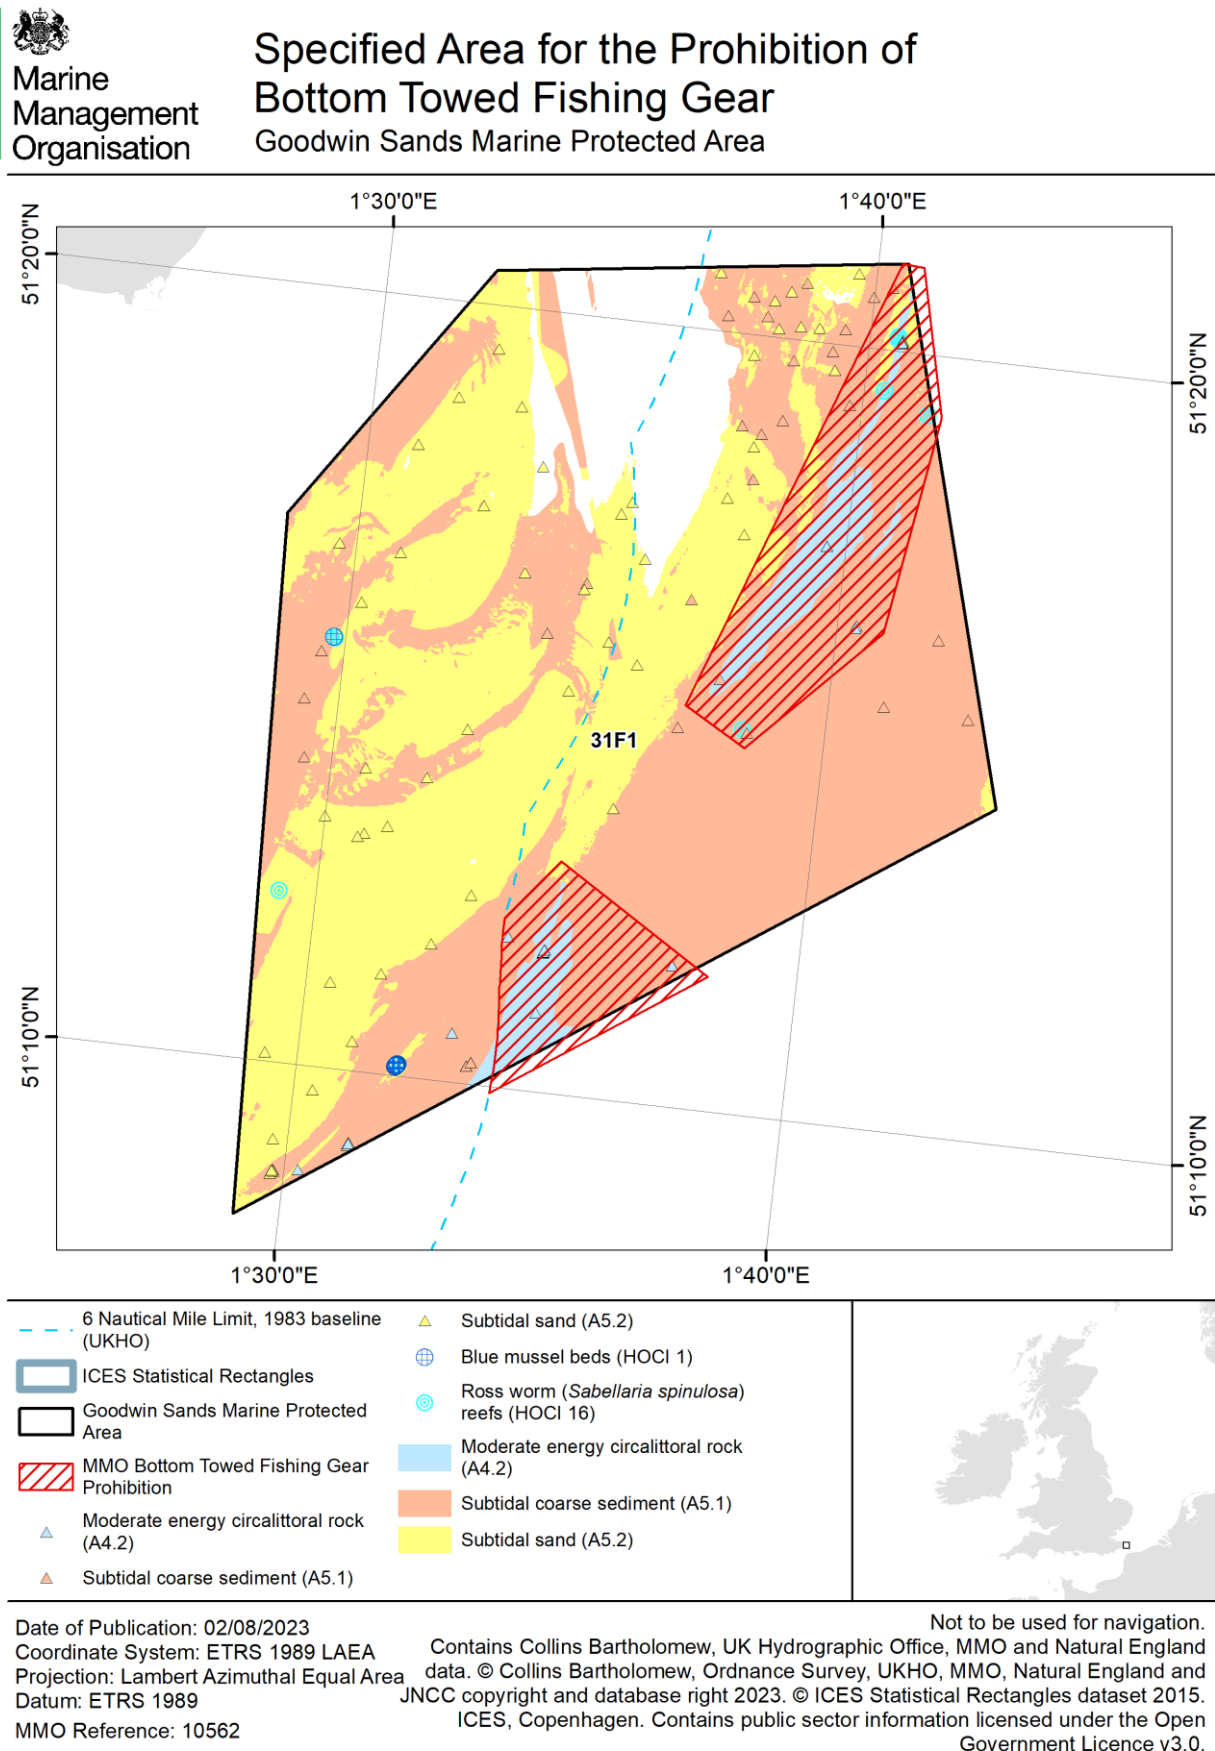 Marine
Management
Organisation
Specified Area for the Prohibition of
Bottom Towed Fishing Gear
Goodwin Sands Marine Protected Area
1°30'0"E
1°40'0"E
51°20'0"N
51°20'0"N
31F1
51°10'0"N
51°10'0"N
1°30'0"E
1°40'0"E
6 Nautical Mile Limit, 1983 baseline
(UKHO)
ICES Statistical Rectangles
Goodwin Sands Marine Protected
Area
MMO Bottom Towed Fishing Gear
Prohibition
Moderate energy circalittoral rock
(A4.2)
Subtidal coarse sediment (A5.1)
Subtidal sand (A5.2)
Blue mussel beds (HOCI 1)
Ross worm (Sabellaria spinulosa)
reefs (HOCI 16)
Moderate energy circalittoral rock
(A4.2)
Subtidal coarse sediment (A5.1)
Subtidal sand (A5.2)
Date of Publication: 02/08/2023
Coordinate System: ETRS 1989 LAEA
Projection: Lambert Azimuthal Equal Area
Datum: ETRS 1989
MMO Reference: 10562
Not to be used for navigation.
Contains Collins Bartholomew, UK Hydrographic Office, MMO and Natural England
data. © Collins Bartholomew, Ordnance Survey, UKHO, MMO, Natural England and
JNCC copyright and database right 2023. © ICES Statistical Rectangles dataset 2015.
ICES, Copenhagen. Contains public sector information licensed under the Open
Government Licence v3.0.